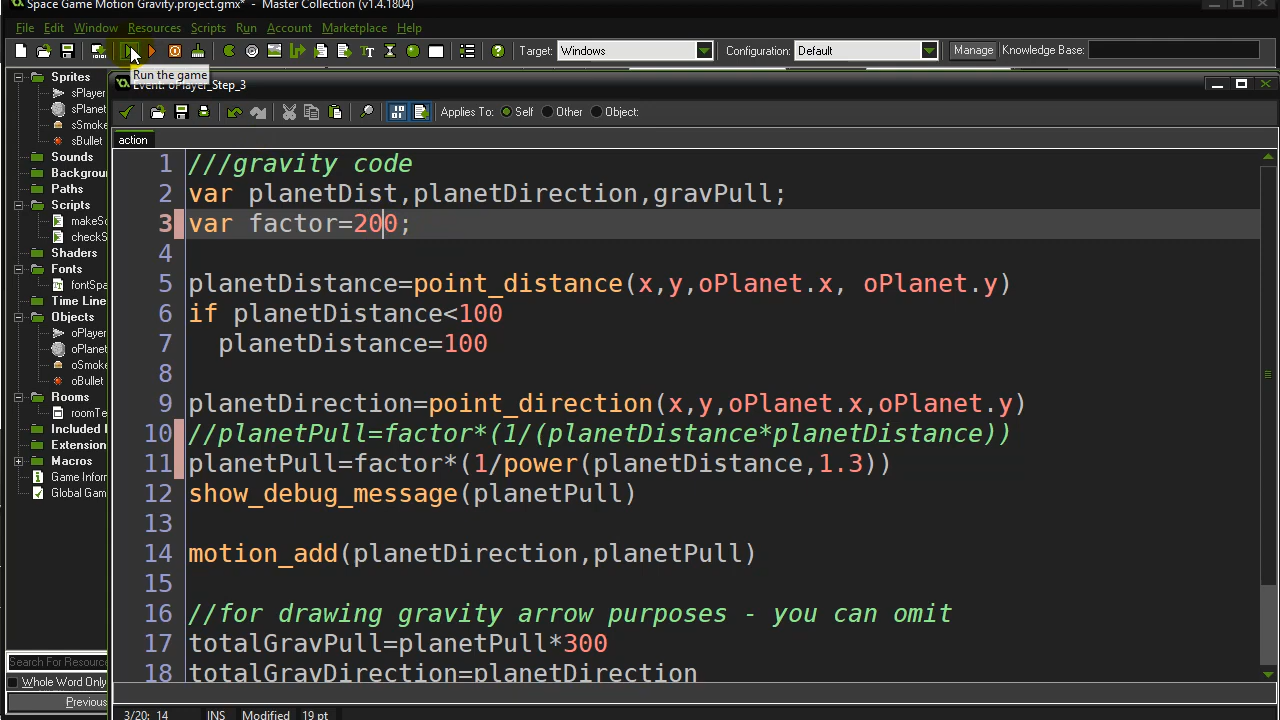 Space Game Motion Gravity.project.gmx* - Master Collection (v1.4.1804)
File Edit Window Resources Scripts Run Account Marketplace Help
Target: Windows Configuration: Default Manage Knowledge Base:
Run the game
Event: oPlayer_Step_3
Applies To: Self Other Object:
action
Sprites
sPlayer
sPlanet
sSmoke
sBullet
Sounds
Backgrou
Paths
Scripts
makeSc
checkS
Shaders
Fonts
fontSpa
Time Line
Objects
oPlayer
oPlanet
oSmoke
oBullet
Rooms
roomTe
Included I
Extension
Macros
Game Infor
Global Gam
Search For Resource
Whole Word Only
Previous
1 ///gravity code
2 var planetDist,planetDirection,gravPull;
3 var factor=200;
4
5 planetDistance=point_distance(x,y,oPlanet.x, oPlanet.y)
6 if planetDistance<100
7 planetDistance=100
8
9 planetDirection=point_direction(x,y,oPlanet.x,oPlanet.y)
10 //planetPull=factor*(1/(planetDistance*planetDistance))
11 planetPull=factor*(1/power(planetDistance,1.3))
12 show_debug_message(planetPull)
13
14 motion_add(planetDirection,planetPull)
15
16 //for drawing gravity arrow purposes - you can omit
17 totalGravPull=planetPull*300
18 totalGravDirection=planetDirection
3/20: 14 INS Modified 19 pt